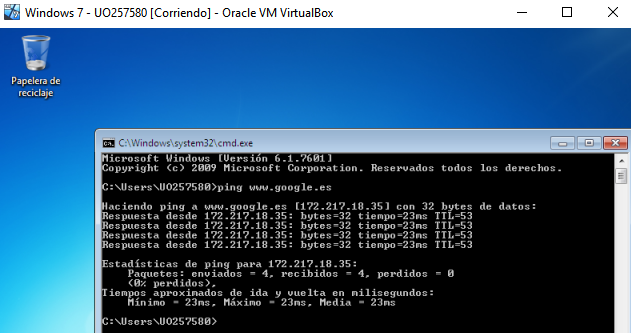 Windows 7 - UO257580 [Corriendo] - Oracle VM VirtualBox
Papelera de
reciclaje
C:\Windows\system32\cmd.exe
Microsoft Windows [Versión 6.1.7601]
Copyright (c) 2009 Microsoft Corporation. Reservados todos los derechos.
C:\Users\UO257580>ping www.google.es
Haciendo ping a www.google.es [172.217.18.35] con 32 bytes de datos:
Respuesta desde 172.217.18.35: bytes=32 tiempo=23ms TTL=53
Respuesta desde 172.217.18.35: bytes=32 tiempo=23ms TTL=53
Respuesta desde 172.217.18.35: bytes=32 tiempo=23ms TTL=53
Respuesta desde 172.217.18.35: bytes=32 tiempo=23ms TTL=53
Estadísticas de ping para 172.217.18.35:
Paquetes: enviados = 4, recibidos = 4, perdidos = 0
(0% perdidos),
Tiempos aproximados de ida y vuelta en milisegundos:
Mínimo = 23ms, Máximo = 23ms, Media = 23ms
C:\Users\UO257580>